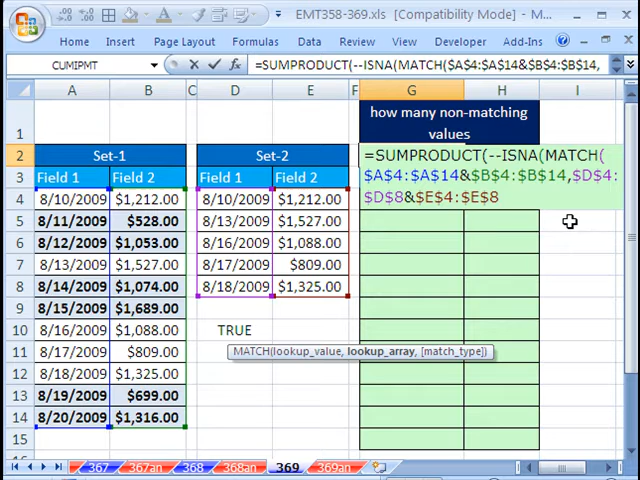 EMT358-369.xls [Compatibility Mode] - M...
Home Insert Page Layout Formulas Data Review View Developer Add-Ins
CUMIPMT =SUMPRODUCT(--ISNA(MATCH($A$4:$A$14&$B$4:$B$14,
A B C D E F G H I
1 how many non-matching
values
2 Set-1 Set-2 =SUMPRODUCT(--ISNA(MATCH(
3 Field 1 Field 2 Field 1 Field 2 $A$4:$A$14&$B$4:$B$14,$D$4:
4 8/10/2009 $1,212.00 8/10/2009 $1,212.00 $D$8&$E$4:$E$8
5 8/11/2009 $528.00 8/13/2009 $1,527.00
6 8/12/2009 $1,053.00 8/16/2009 $1,088.00
7 8/13/2009 $1,527.00 8/17/2009 $809.00
8 8/14/2009 $1,074.00 8/18/2009 $1,325.00
9 8/15/2009 $1,689.00
10 8/16/2009 $1,088.00 TRUE
11 8/17/2009 $809.00 MATCH(lookup_value, lookup_array, [match_type])
12 8/18/2009 $1,325.00
13 8/19/2009 $699.00
14 8/20/2009 $1,316.00
15
367 367an 368 368an 369 369an